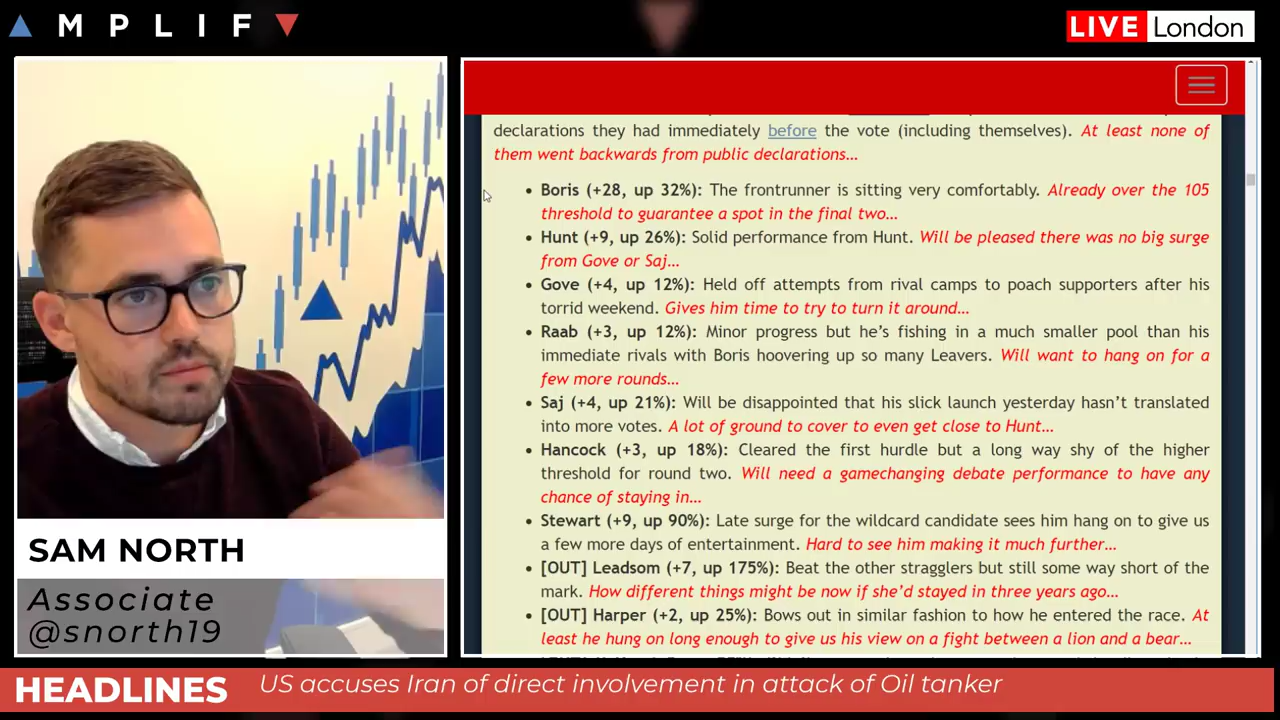 ▲ M P L I F ▼
LIVE London
declarations they had immediately before the vote (including themselves). At least none of
them went backwards from public declarations…
• Boris (+28, up 32%): The frontrunner is sitting very comfortably. Already over the 105
threshold to guarantee a spot in the final two…
• Hunt (+9, up 26%): Solid performance from Hunt. Will be pleased there was no big surge
from Gove or Saj…
• Gove (+4, up 12%): Held off attempts from rival camps to poach supporters after his
torrid weekend. Gives him time to try to turn it around…
• Raab (+3, up 12%): Minor progress but he’s fishing in a much smaller pool than his
immediate rivals with Boris hoovering up so many Leavers. Will want to hang on for a
few more rounds…
• Saj (+4, up 21%): Will be disappointed that his slick launch yesterday hasn’t translated
into more votes. A lot of ground to cover to even get close to Hunt…
• Hancock (+3, up 18%): Cleared the first hurdle but a long way shy of the higher
threshold for round two. Will need a gamechanging debate performance to have any
chance of staying in…
• Stewart (+9, up 90%): Late surge for the wildcard candidate sees him hang on to give us
a few more days of entertainment. Hard to see him making it much further…
• [OUT] Leadsom (+7, up 175%): Beat the other stragglers but still some way short of the
mark. How different things might be now if she’d stayed in three years ago…
• [OUT] Harper (+2, up 25%): Bows out in similar fashion to how he entered the race. At
least he hung on long enough to give us his view on a fight between a lion and a bear…
SAM NORTH
Associate
@snorth19
HEADLINES US accuses Iran of direct involvement in attack of Oil tanker